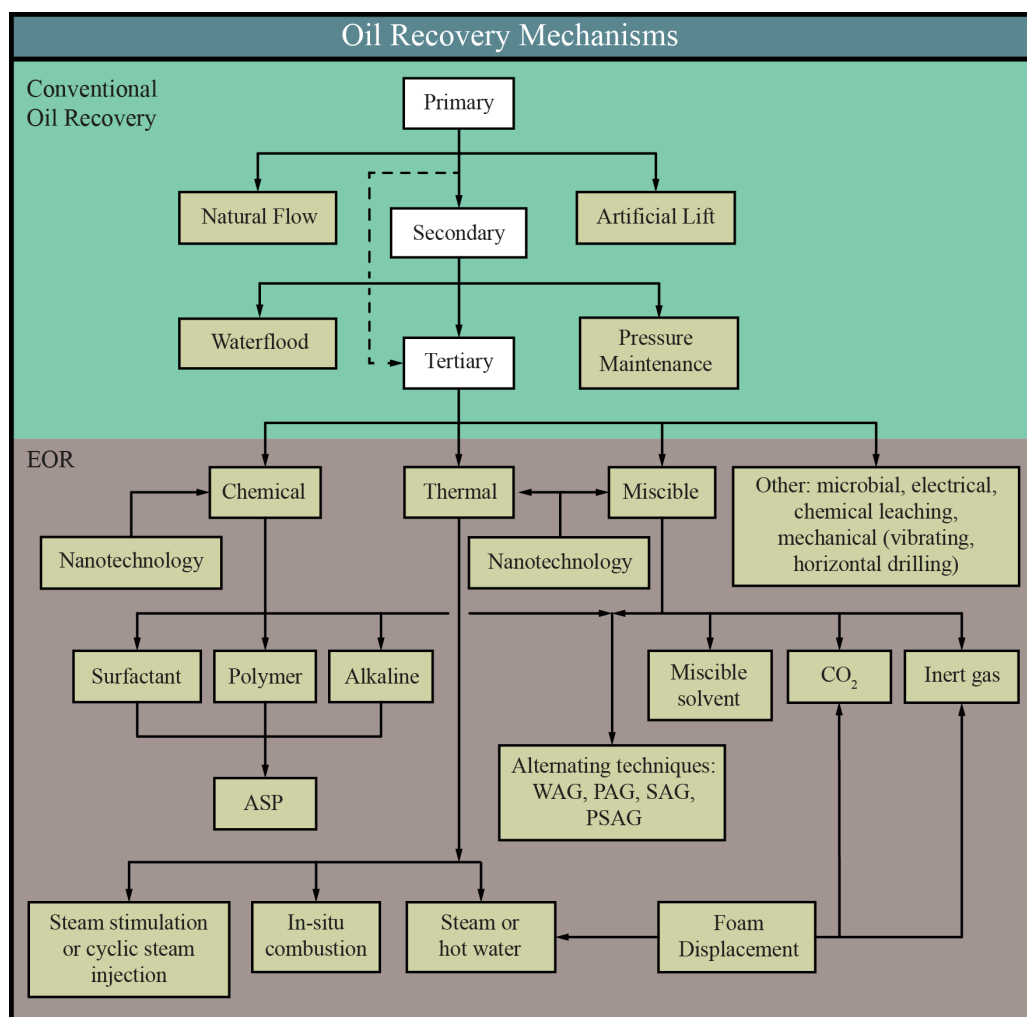 Oil Recovery Mechanisms
Conventional
Oil Recovery
Primary
Natural Flow
Artificial Lift
Secondary
Waterflood
Pressure
Maintenance
Tertiary
EOR
Chemical
Thermal
Miscible
Other: microbial, electrical,
chemical leaching,
mechanical (vibrating,
horizontal drilling)
Nanotechnology
Nanotechnology
Surfactant
Polymer
Alkaline
Miscible
solvent
CO₂
Inert gas
ASP
Alternating techniques:
WAG, PAG, SAG,
PSAG
Steam stimulation
or cyclic steam
injection
In-situ
combustion
Steam or
hot water
Foam
Displacement